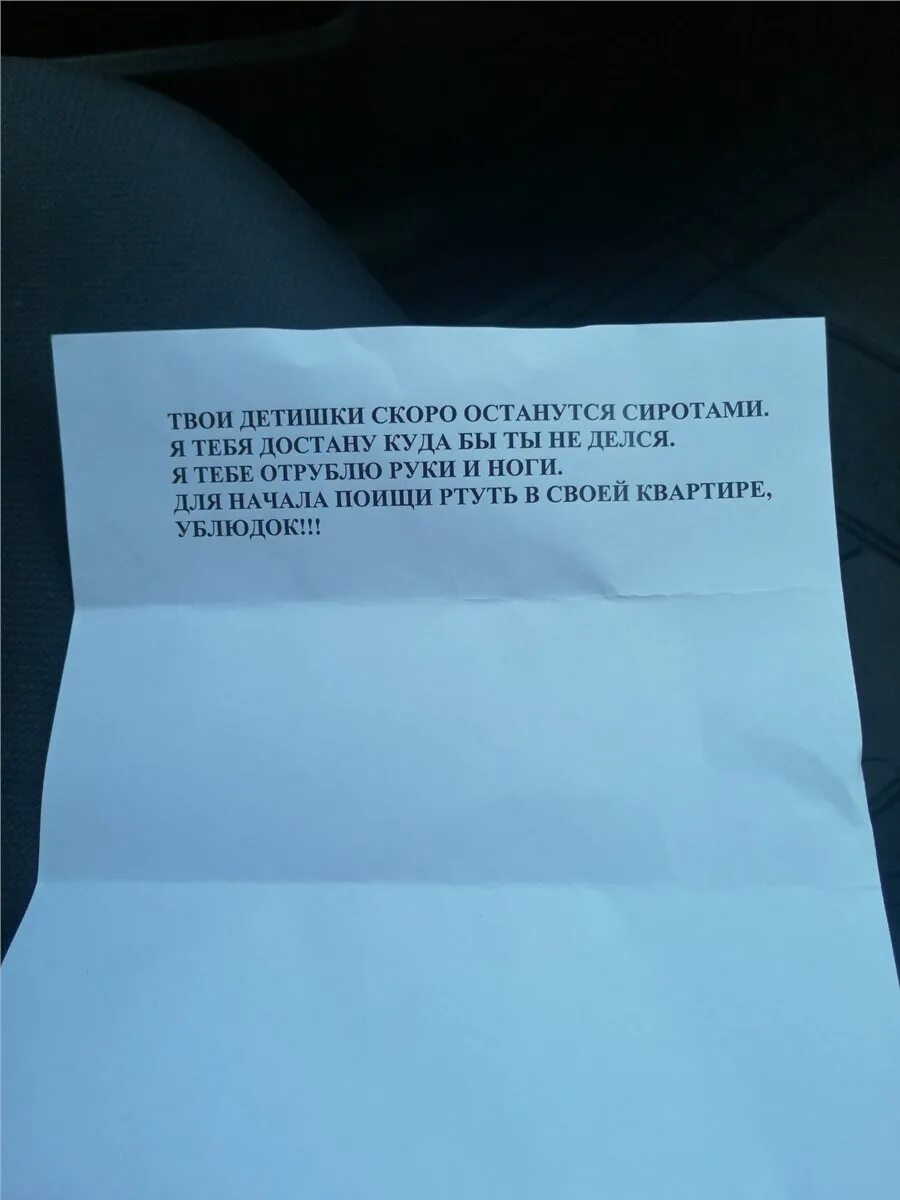 ТВОИ ДЕТИШКИ СКОРО ОСТАНУТСЯ СИРОТАМИ.
Я ТЕБЯ ДОСТАНУ КУДА БЫ ТЫ НЕ ДЕЛСЯ.
Я ТЕБЕ ОТРУБЛЮ РУКИ И НОГИ.
ДЛЯ НАЧАЛА ПОИЩИ РТУТЬ В СВОЕЙ КВАРТИРЕ,
УБЛЮДОК!!!